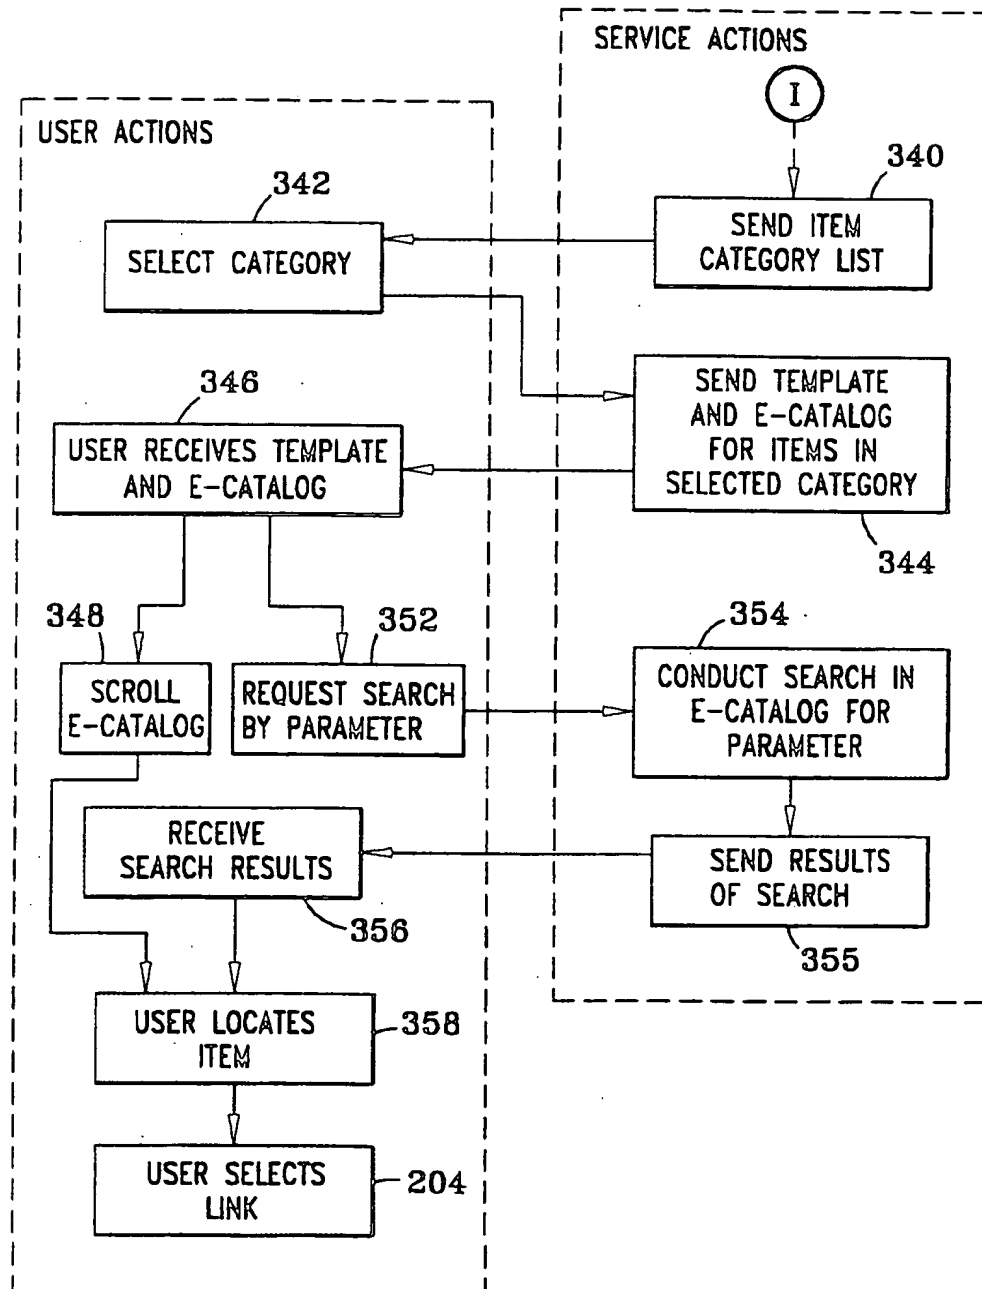 SERVICE ACTIONS
I
USER ACTIONS
340
SEND ITEM
CATEGORY LIST
342
SELECT CATEGORY
SEND TEMPLATE
AND E-CATALOG
FOR ITEMS IN
SELECTED CATEGORY
344
346
USER RECEIVES TEMPLATE
AND E-CATALOG
348
SCROLL
E-CATALOG
352
REQUEST SEARCH
BY PARAMETER
354
CONDUCT SEARCH IN
E-CATALOG FOR
PARAMETER
SEND RESULTS
OF SEARCH
355
RECEIVE
SEARCH RESULTS
356
USER LOCATES
ITEM
358
USER SELECTS
LINK
204